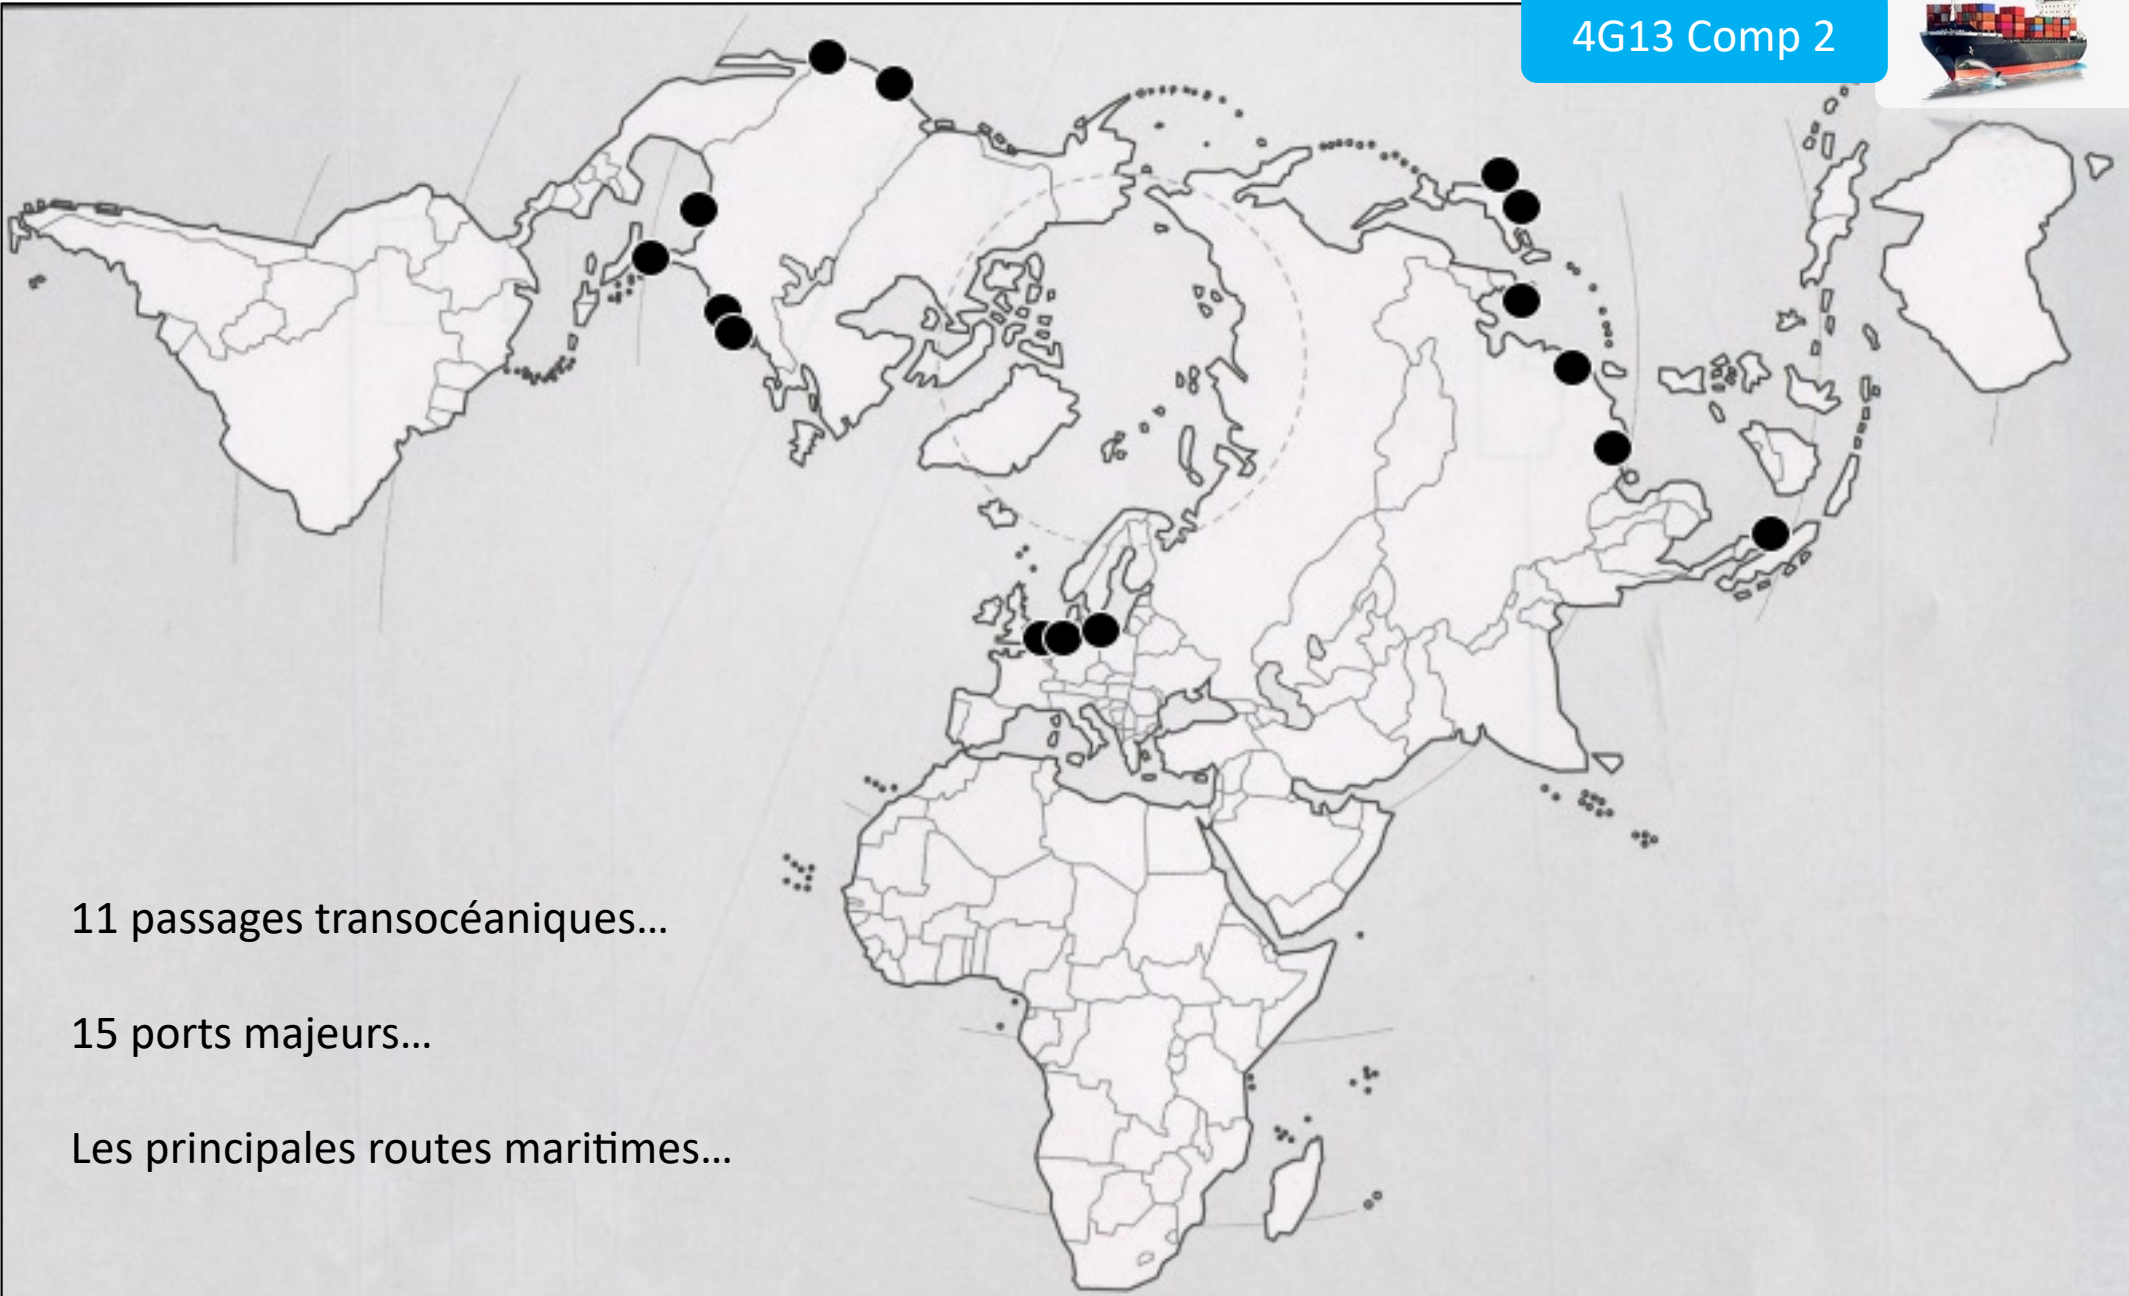 4G13 Comp 2
11 passages transocéaniques…
15 ports majeurs…
Les principales routes maritimes…